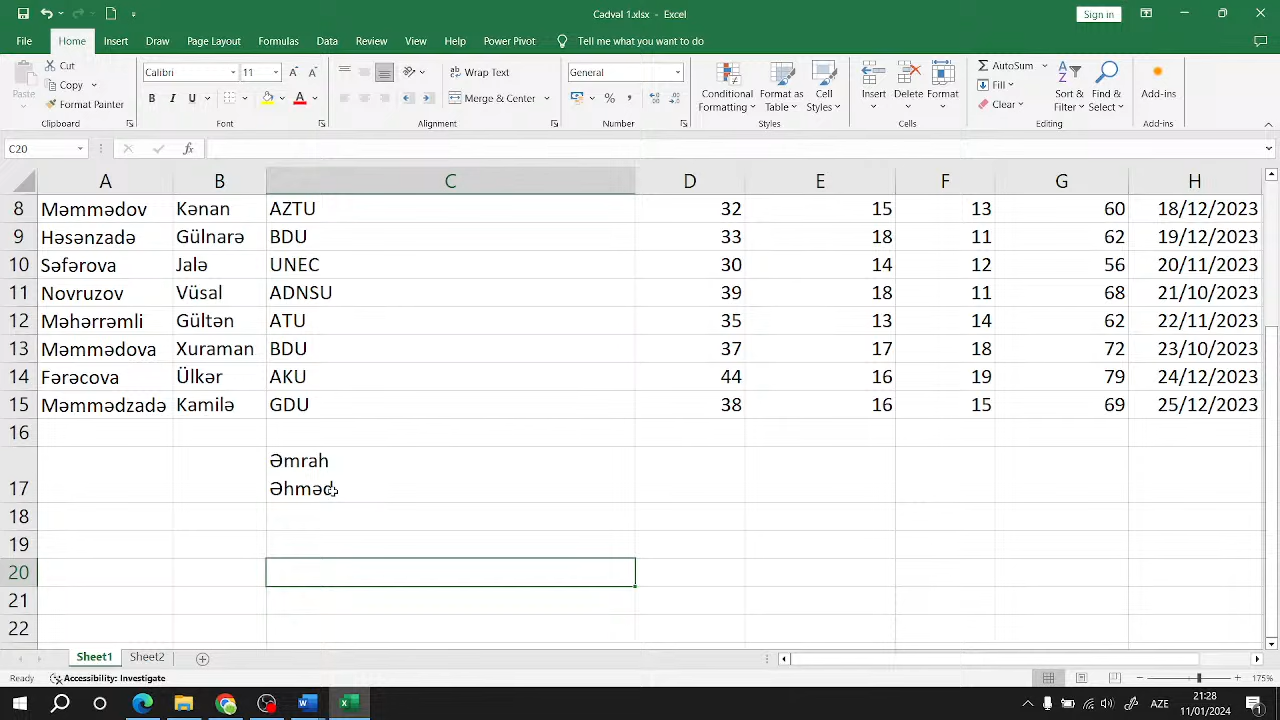 Cadval 1.xlsx - Excel
Sign in
File Home Insert Draw Page Layout Formulas Data Review View Help Power Pivot Tell me what you want to do
Paste
Cut
Copy
Format Painter
Clipboard
Calibri 11
B I U
Font
Wrap Text
Merge & Center
Alignment
General
%
Number
Conditional Formatting
Format as Table
Cell Styles
Styles
Insert
Delete
Format
Cells
AutoSum
Fill
Clear
Sort & Filter
Find & Select
Editing
Add-ins
Add-ins
C20 fx
A B C D E F G H
8 Məmmədov Kənan AZTU 32 15 13 60 18/12/2023
9 Həsənzadə Gülnarə BDU 33 18 11 62 19/12/2023
10 Səfərova Jalə UNEC 30 14 12 56 20/11/2023
11 Novruzov Vüsal ADNSU 39 18 11 68 21/10/2023
12 Məhərrəmli Gültən ATU 35 13 14 62 22/11/2023
13 Məmmədova Xuraman BDU 37 17 18 72 23/10/2023
14 Fərəcova Ülkər AKU 44 16 19 79 24/12/2023
15 Məmmədzadə Kamilə GDU 38 16 15 69 25/12/2023
16
Əmrah
17 Əhməd
18
19
20
21
22
Sheet1 Sheet2
Ready Accessibility: Investigate 175%
AZE
21:28
11/01/2024